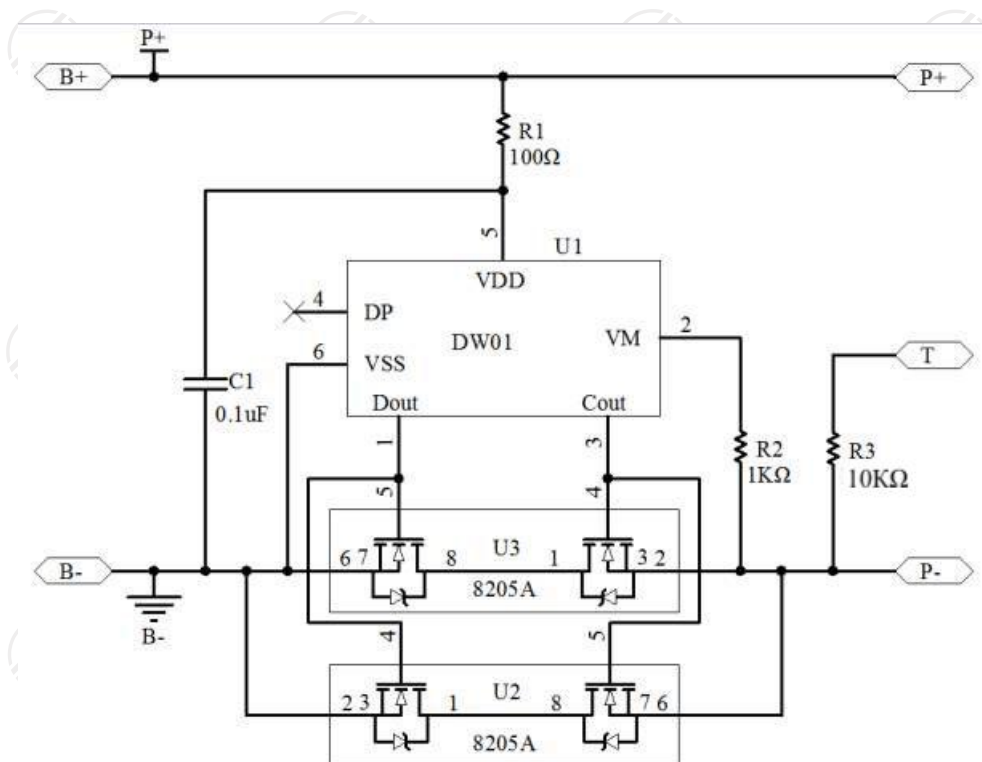 P+
B+
P+
R1
100Ω
5
U1
VDD
4
DP
DW01
VM
2
6
VSS
T
C1
0.1uF
Dout
Cout
1
3
R2
1KΩ
R3
10KΩ
5
4
B-
6 7
8
U3
1
3 2
P-
8205A
B-
4
5
2 3
1
U2
8
7 6
8205A